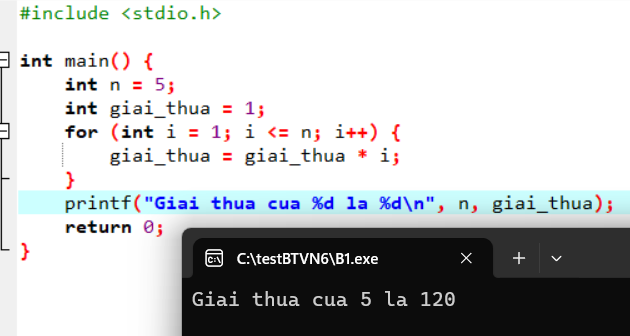 #include <stdio.h>
int main() {
int n = 5;
int giai_thua = 1;
for (int i = 1; i <= n; i++) {
giai_thua = giai_thua * i;
}
printf("Giai thua cua %d la %d\n", n, giai_thua);
return 0;
}
C:\testBTVN6\B1.exe
Giai thua cua 5 la 120